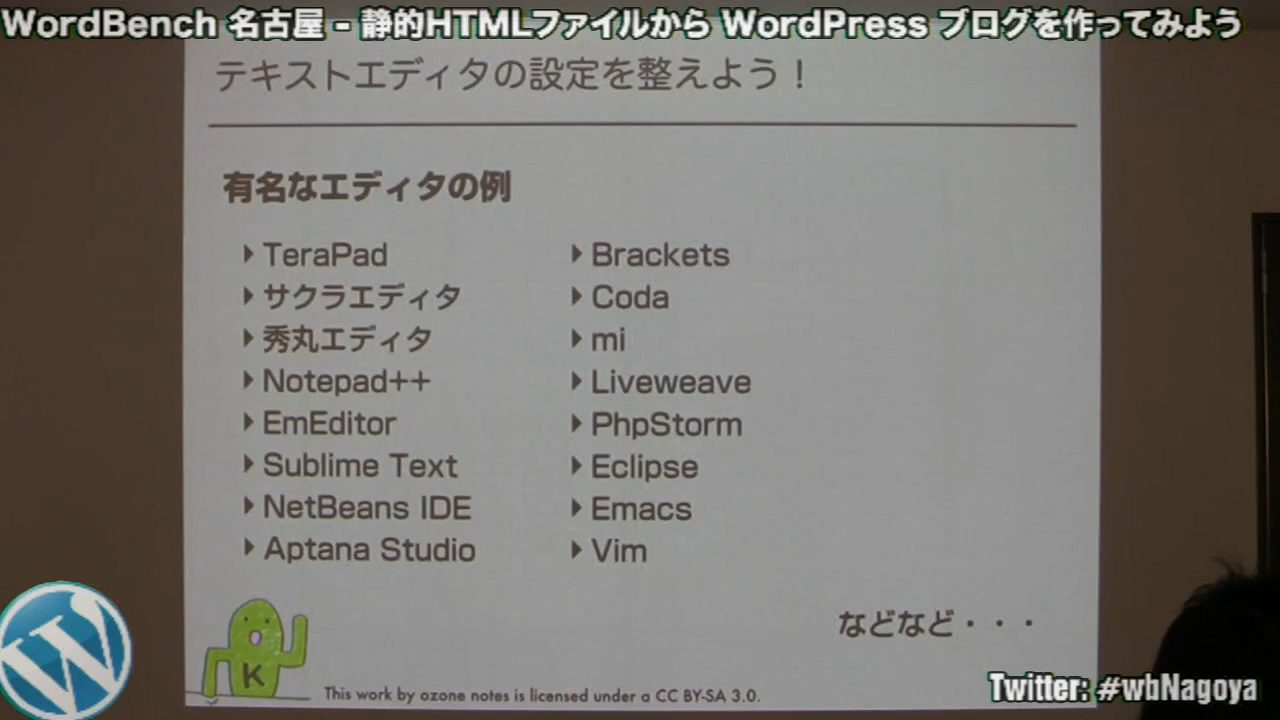 WordBench 名古屋 - 静的HTMLファイルから WordPress ブログを作ってみよう
テキストエディタの設定を整えよう！
有名なエディタの例
TeraPad
サクラエディタ
秀丸エディタ
Notepad++
EmEditor
Sublime Text
NetBeans IDE
Aptana Studio
Brackets
Coda
mi
Liveweave
PhpStorm
Eclipse
Emacs
Vim
などなど・・・
K
This work by ozone notes is licensed under a CC BY-SA 3.0.
W
Twitter: #wbNagoya